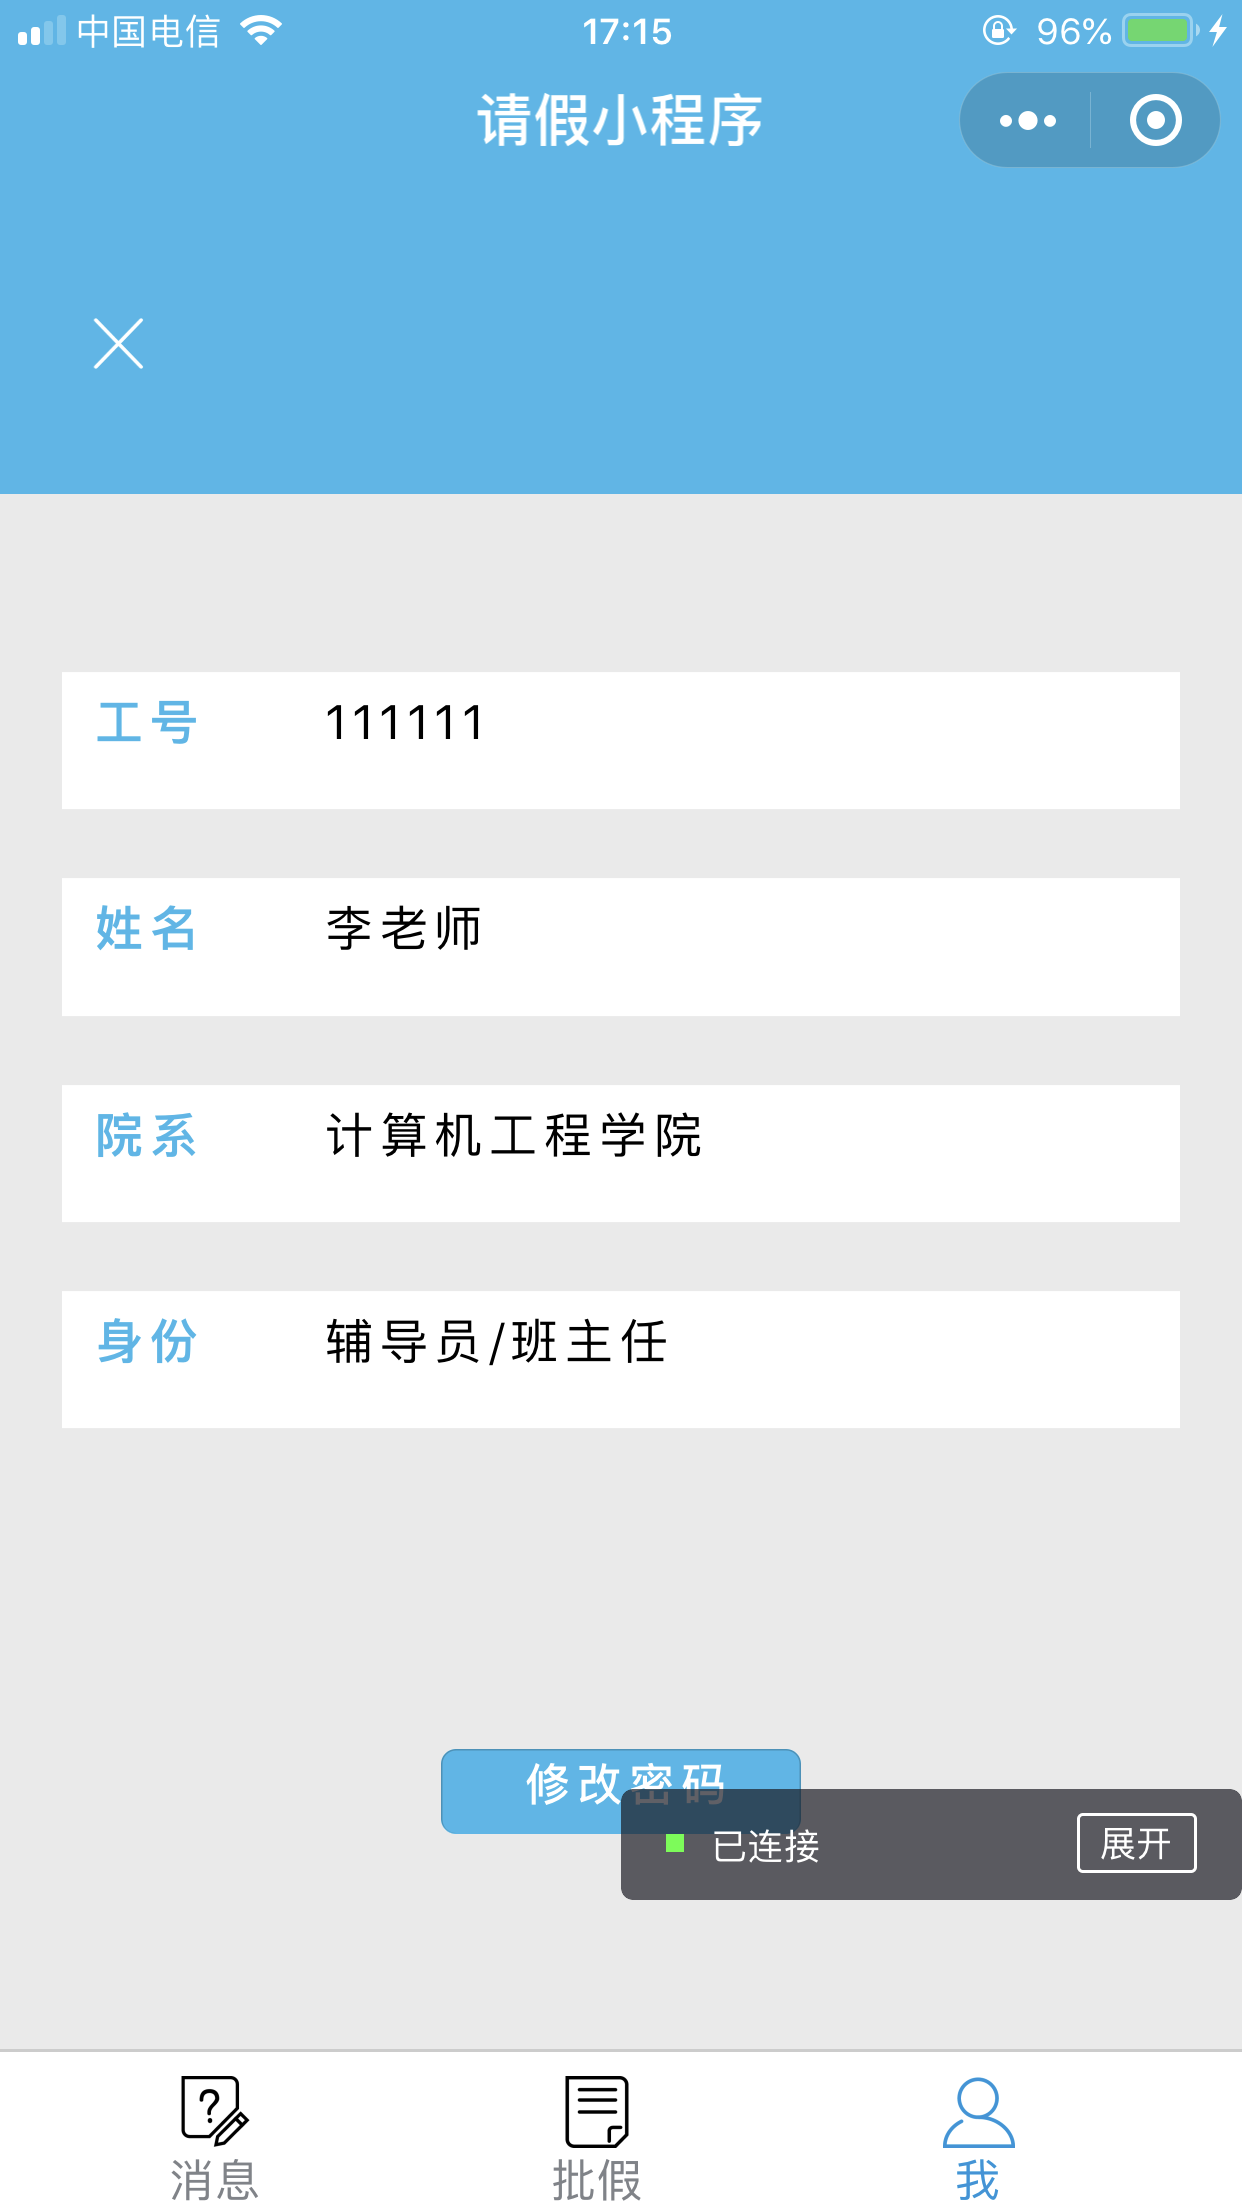 中国电信 17:15 96%
请假小程序
工号 111111
姓名 李老师
院系 计算机工程学院
身份 辅导员/班主任
修改密码
已连接 展开
消息 批假 我